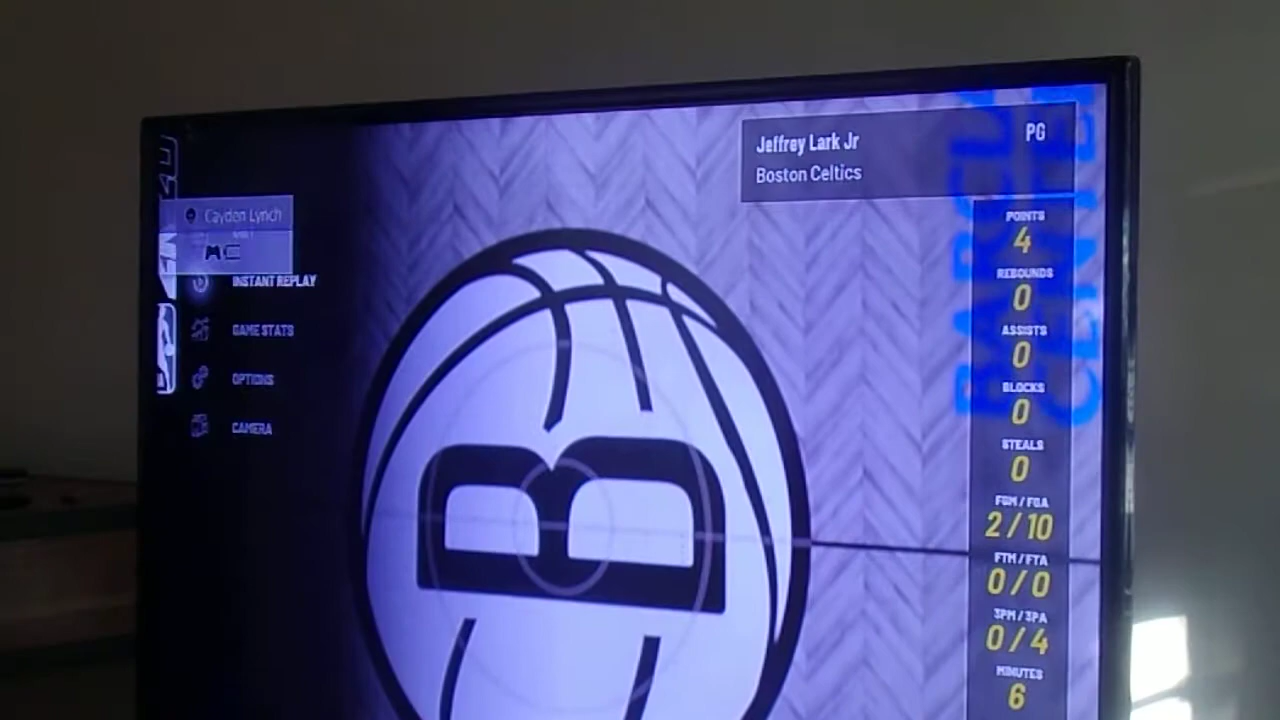 Jeffrey Lark Jr
PG
Boston Celtics
Cayden Lynch
INSTANT REPLAY
GAME STATS
OPTIONS
CAMERA
POINTS
4
REBOUNDS
0
ASSISTS
0
BLOCKS
0
STEALS
0
FGM / FGA
2 / 10
FTM / FTA
0 / 0
3PM / 3PA
0 / 4
MINUTES
6
B
BARCLAYS
CENTER